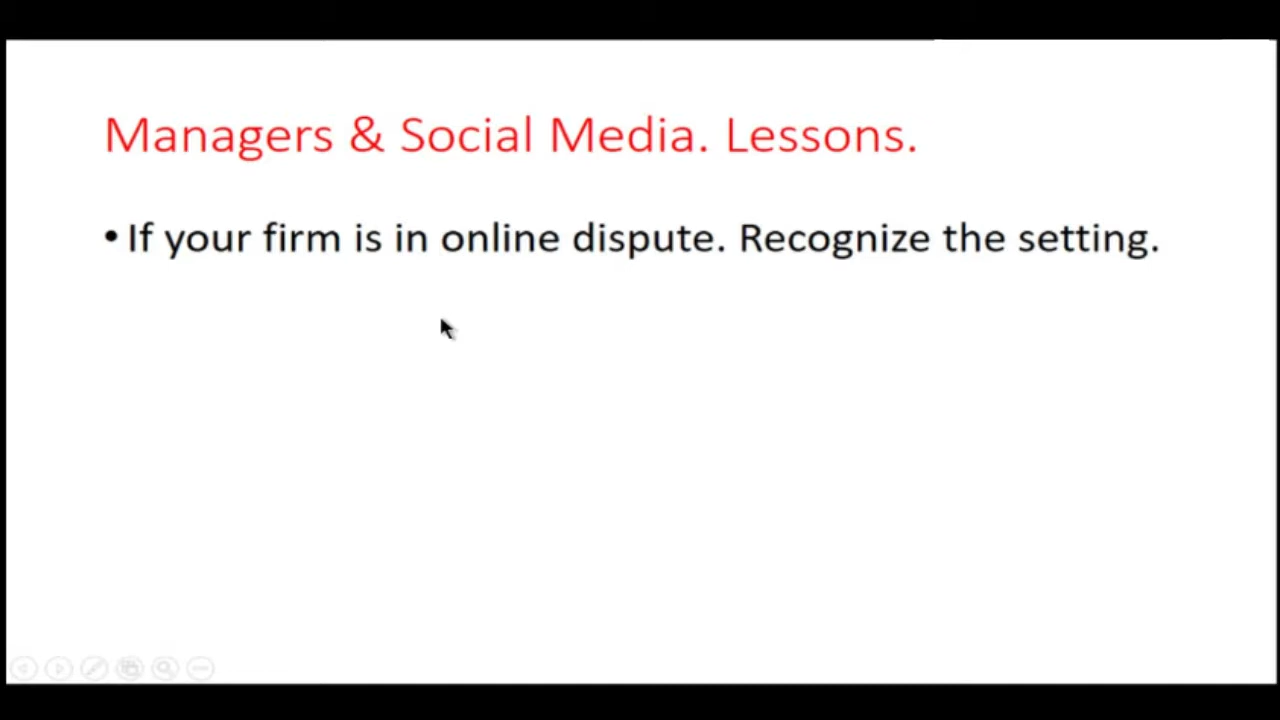 Managers & Social Media. Lessons.
• If your firm is in online dispute. Recognize the setting.